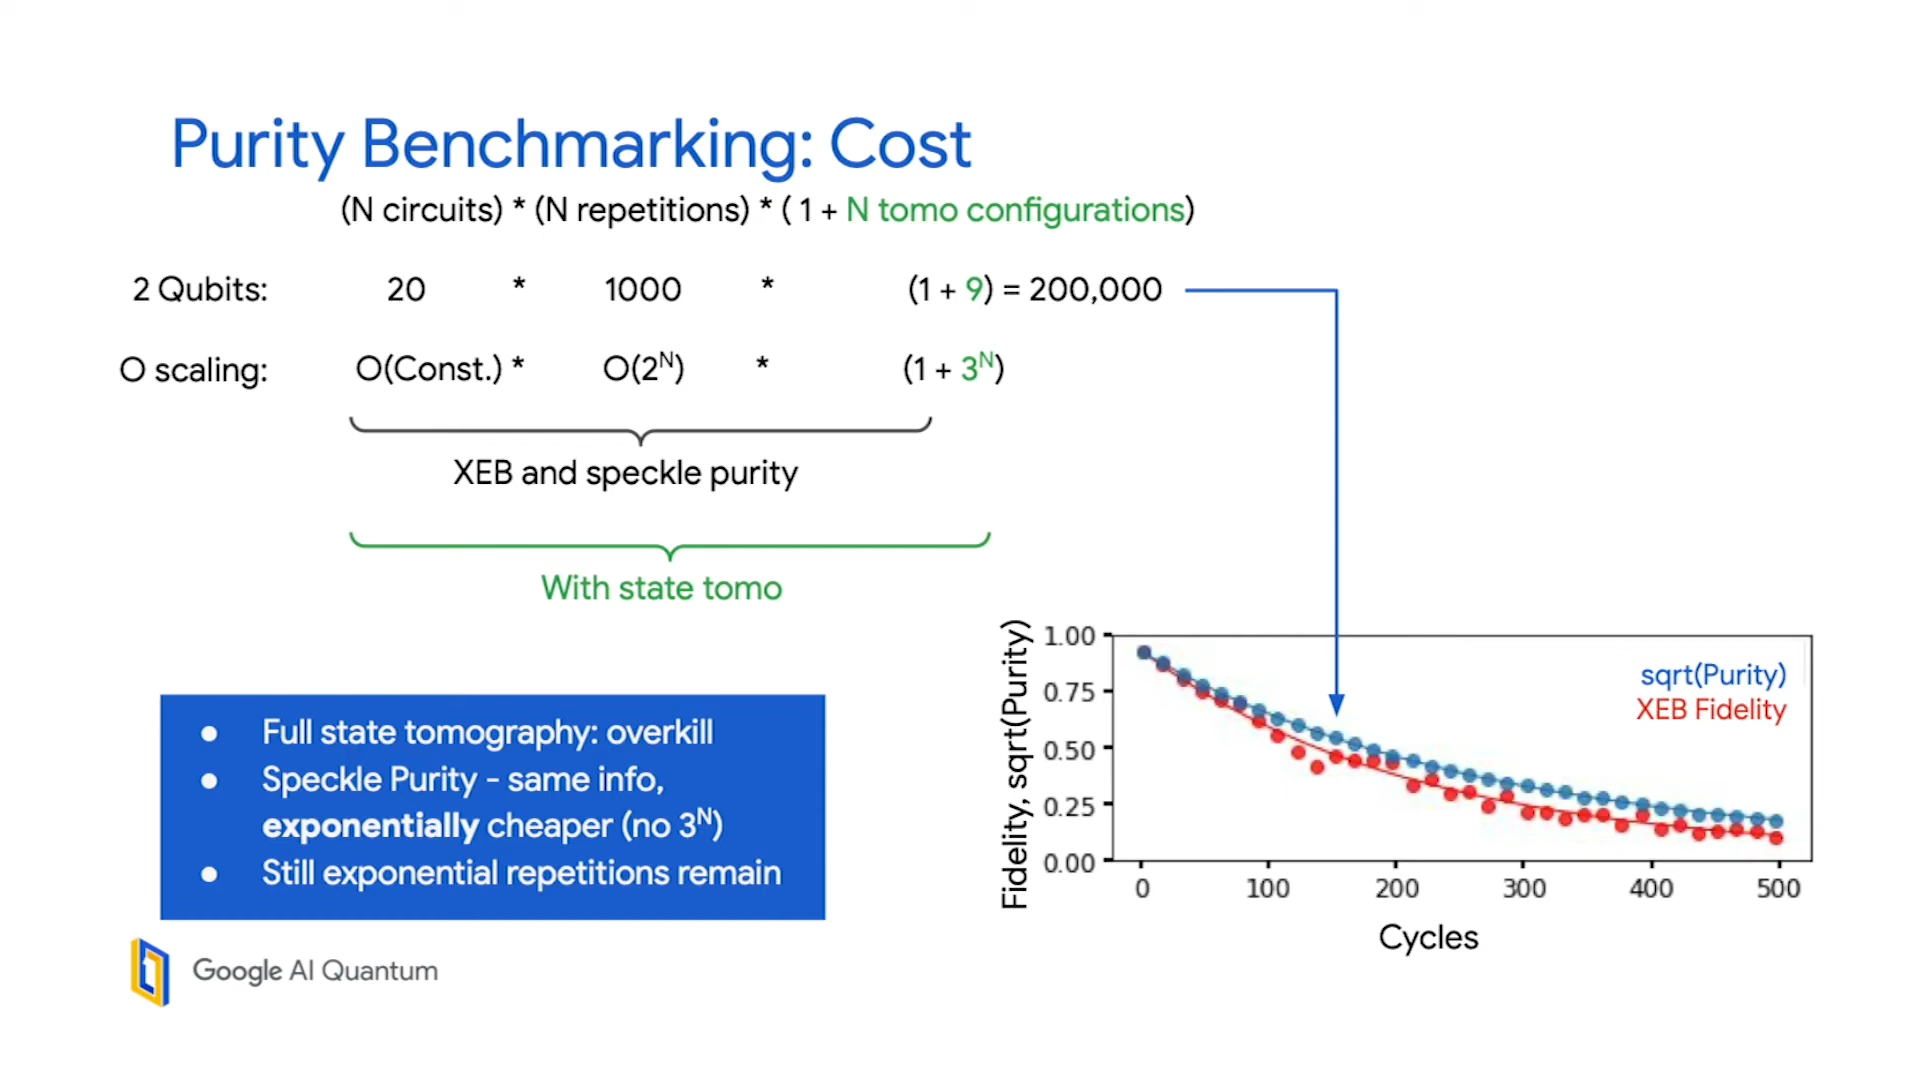 Purity Benchmarking: Cost
(N circuits) * (N repetitions) * ( 1 + N tomo configurations)
2 Qubits: 20 * 1000 * (1 + 9) = 200,000
O scaling: O(Const.) * O(2^N) * (1 + 3^N)
XEB and speckle purity
With state tomo
● Full state tomography: overkill
● Speckle Purity - same info,
exponentially cheaper (no 3^N)
● Still exponential repetitions remain
Google AI Quantum
Fidelity, sqrt(Purity)
1.00
0.75
0.50
0.25
0.00
sqrt(Purity)
XEB Fidelity
0 100 200 300 400 500
Cycles